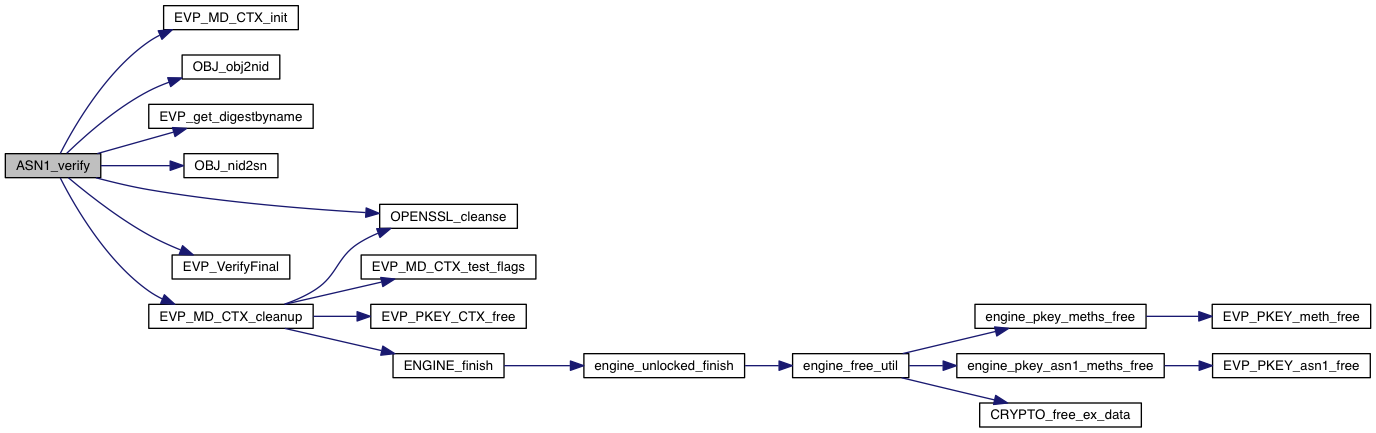 EVP_MD_CTX_init
OBJ_obj2nid
EVP_get_digestbyname
ASN1_verify
OBJ_nid2sn
OPENSSL_cleanse
EVP_VerifyFinal
EVP_MD_CTX_test_flags
EVP_MD_CTX_cleanup
EVP_PKEY_CTX_free
engine_pkey_meths_free
EVP_PKEY_meth_free
ENGINE_finish
engine_unlocked_finish
engine_free_util
engine_pkey_asn1_meths_free
EVP_PKEY_asn1_free
CRYPTO_free_ex_data